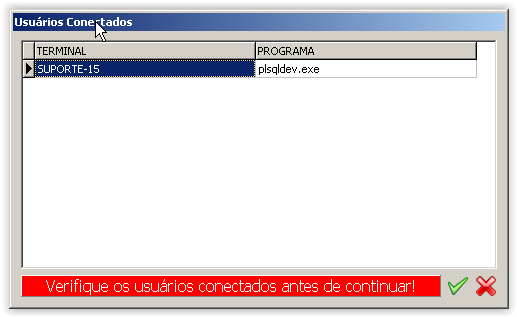 Usuários Conectados
TERMINAL PROGRAMA
SUPORTE-15 plsqldev.exe
Verifique os usuários conectados antes de continuar!